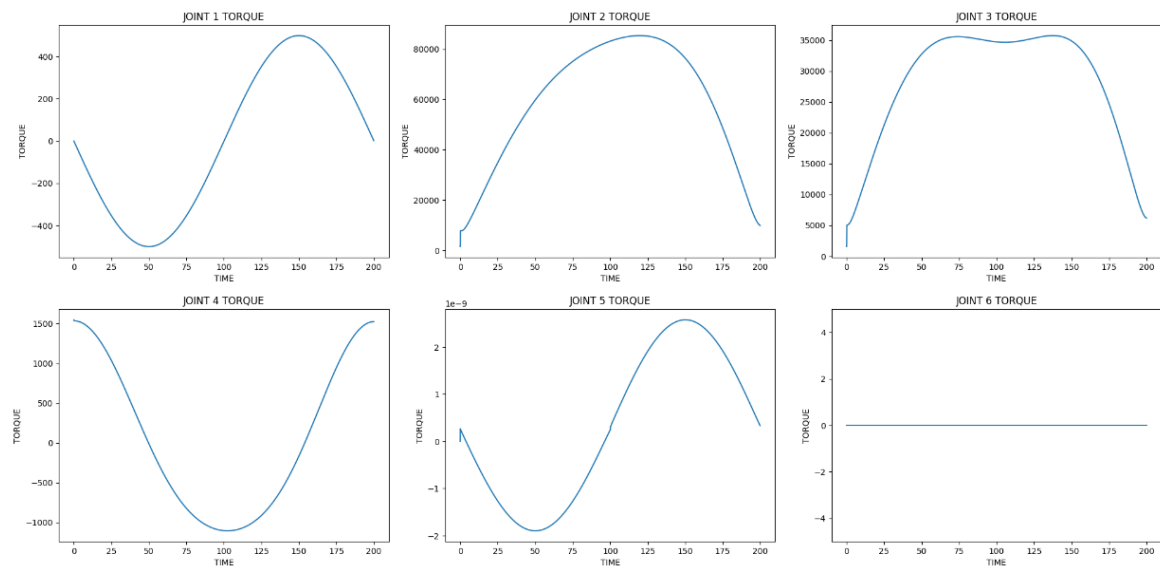 JOINT 1 TORQUE
TORQUE
400
200
0
−200
−400
0 25 50 75 100 125 150 175 200
TIME
JOINT 2 TORQUE
TORQUE
80000
60000
40000
20000
0
0 25 50 75 100 125 150 175 200
TIME
JOINT 3 TORQUE
TORQUE
35000
30000
25000
20000
15000
10000
5000
0
0 25 50 75 100 125 150 175 200
TIME
JOINT 4 TORQUE
TORQUE
1500
1000
500
0
−500
−1000
0 25 50 75 100 125 150 175 200
TIME
JOINT 5 TORQUE
1e−9
TORQUE
2
1
0
−1
−2
0 25 50 75 100 125 150 175 200
TIME
JOINT 6 TORQUE
TORQUE
4
2
0
−2
−4
0 25 50 75 100 125 150 175 200
TIME